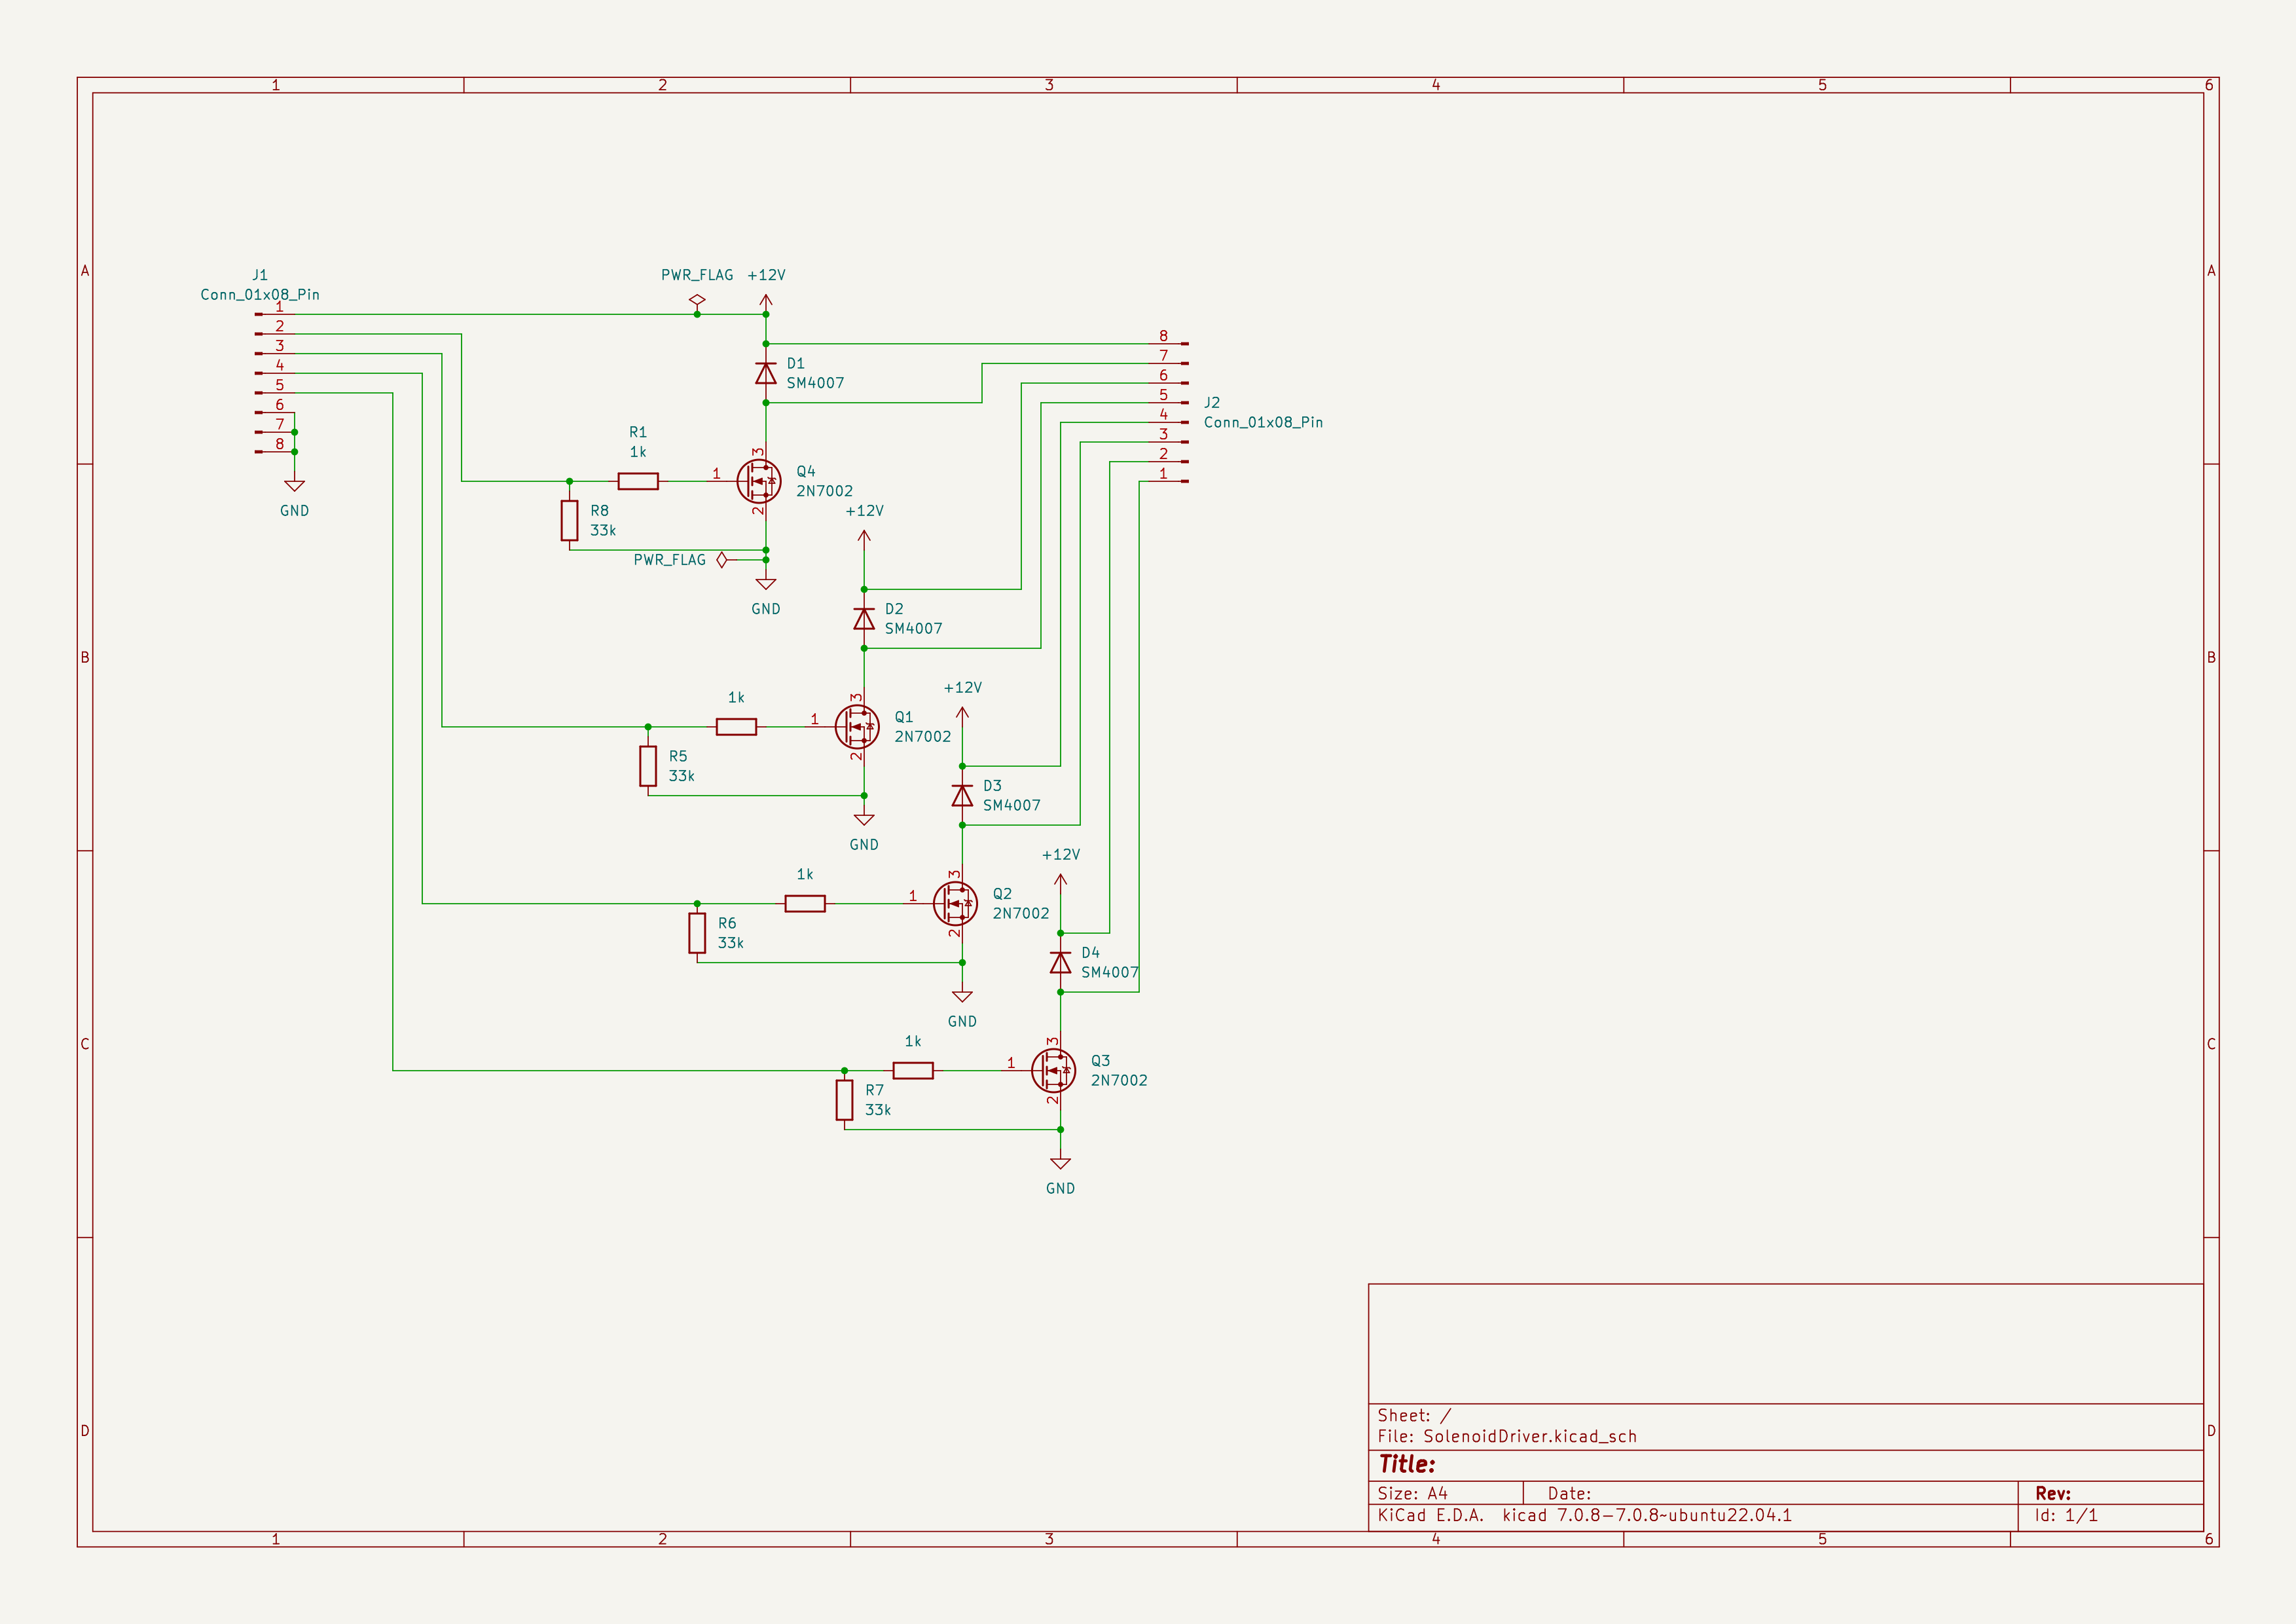 1 2 3 4 5 6
A A
J1
Conn_01x08_Pin
1
2
3
4
5
6
7
8
GND
PWR_FLAG +12V
D1
SM4007
8
7
6
5
4
3
2
1
J2
Conn_01x08_Pin
R1
1k
1
3
2
Q4
2N7002
R8
33k
PWR_FLAG
GND
+12V
B B
D2
SM4007
1k
1
3
2
Q1
2N7002
R5
33k
GND
+12V
D3
SM4007
1k
1
3
2
Q2
2N7002
R6
33k
GND
+12V
D4
SM4007
C C
1k
1
3
2
Q3
2N7002
R7
33k
GND
D D
Sheet: /
File: SolenoidDriver.kicad_sch
Title:
Size: A4 Date: Rev:
KiCad E.D.A. kicad 7.0.8-7.0.8~ubuntu22.04.1 Id: 1/1
1 2 3 4 5 6